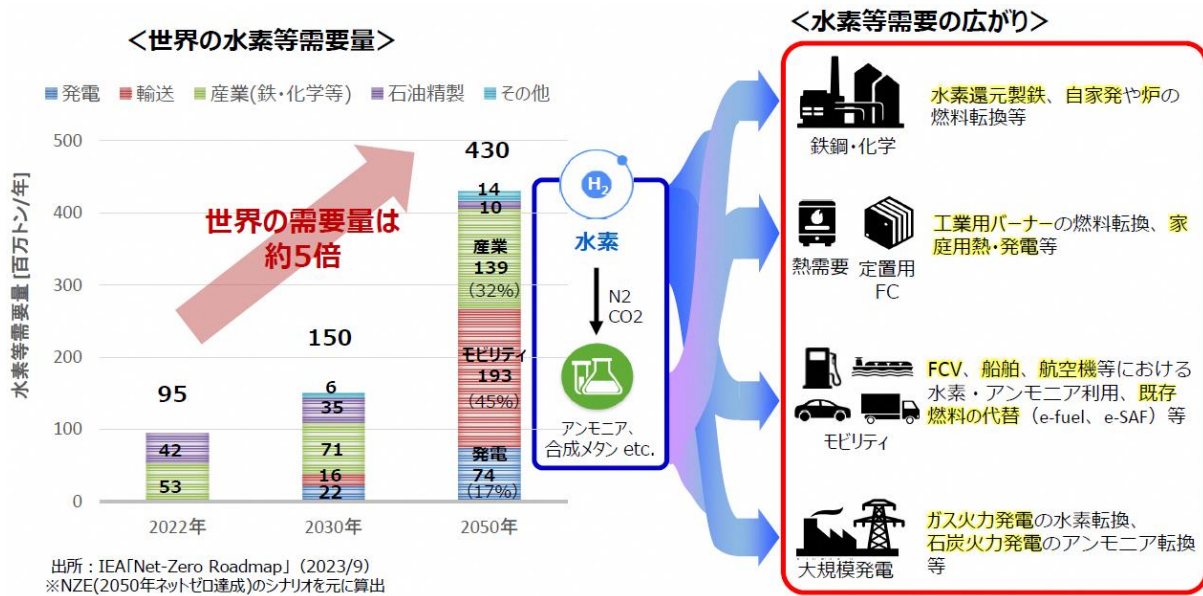 <世界の水素等需要量>
発電 輸送 産業(鉄・化学等) 石油精製 その他
水素等需要量 [百万トン/年]
500
400
300
200
100
0
世界の需要量は
約5倍
95
42
53
2022年
150
6
35
71
16
22
2030年
430
14
10
産業
139
(32%)
モビリティ
193
(45%)
発電
74
(17%)
2050年
出所：IEA「Net-Zero Roadmap」（2023/9）
※NZE(2050年ネットゼロ達成)のシナリオを元に算出
H2
水素
N2
CO2
アンモニア、
合成メタン etc.
<水素等需要の広がり>
鉄鋼・化学
水素還元製鉄、自家発や炉の
燃料転換等
熱需要
定置用
FC
工業用バーナーの燃料転換、家
庭用熱・発電等
モビリティ
FCV、船舶、航空機等における
水素・アンモニア利用、既存
燃料の代替（e-fuel、e-SAF）等
大規模発電
ガス火力発電の水素転換、
石炭火力発電のアンモニア転換
等